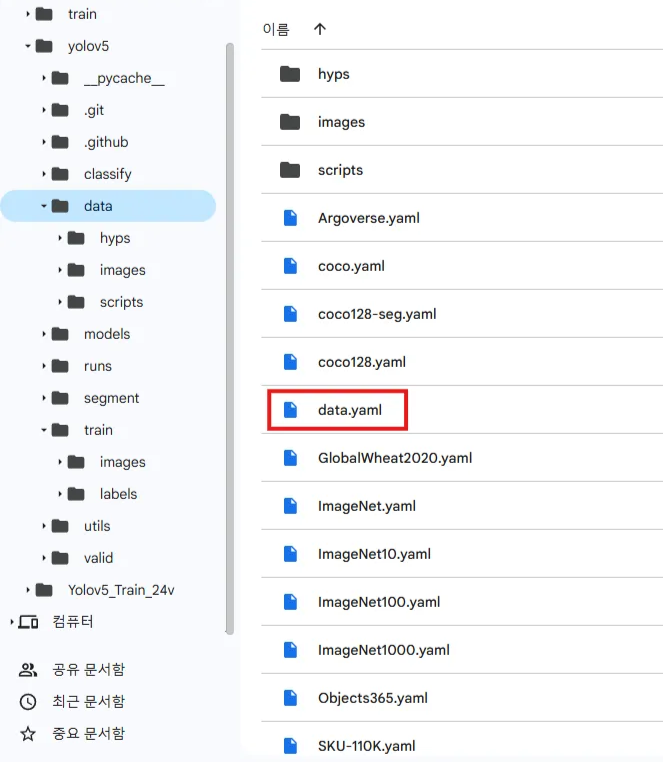 train
yolov5
__pycache__
.git
.github
classify
data
hyps
images
scripts
models
runs
segment
train
images
labels
utils
valid
Yolov5_Train_24v
컴퓨터
공유 문서함
최근 문서함
중요 문서함
이름
hyps
images
scripts
Argoverse.yaml
coco.yaml
coco128-seg.yaml
coco128.yaml
data.yaml
GlobalWheat2020.yaml
ImageNet.yaml
ImageNet10.yaml
ImageNet100.yaml
ImageNet1000.yaml
Objects365.yaml
SKU-110K.yaml